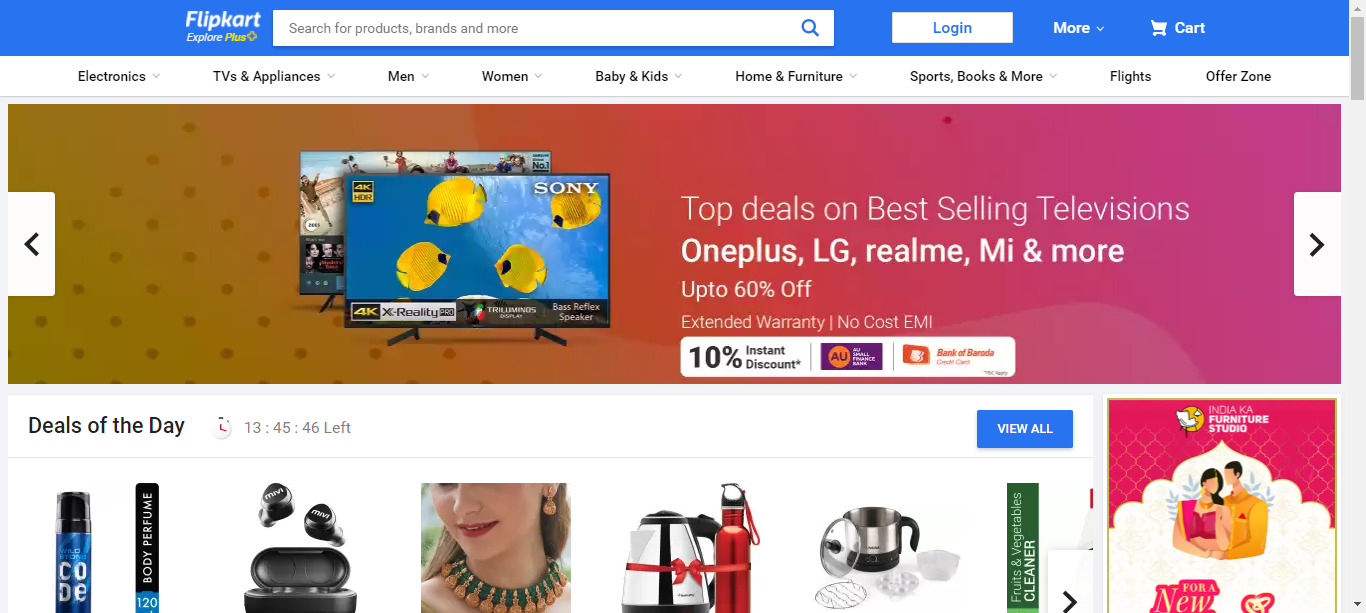 Flipkart
Explore Plus
Search for products, brands and more
Login
More
Cart
Electronics
TVs & Appliances
Men
Women
Baby & Kids
Home & Furniture
Sports, Books & More
Flights
Offer Zone
SAMSUNG
No.1
4K
HDR
SONY
4K X-Reality PRO
TRILUMINOS
DISPLAY
Bass Reflex
Speaker
Top deals on Best Selling Televisions
Oneplus, LG, realme, Mi & more
Upto 60% Off
Extended Warranty | No Cost EMI
10% Instant
Discount*
AU
AU
SMALL
FINANCE
BANK
Bank of Baroda
Credit Card
*T&C Apply
Deals of the Day
13 : 45 : 46 Left
VIEW ALL
WILD
STONE
CODE
BODY PERFUME
120
mivi
mivi
Fruits & Vegetables
CLEANER
INDIA KA
FURNITURE
STUDIO
FOR A
New